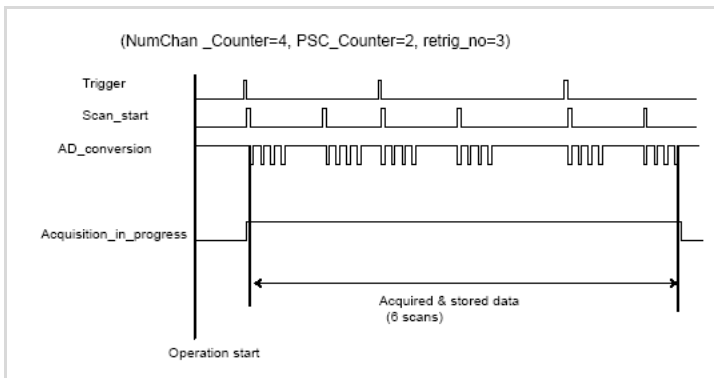 (NumChan _Counter=4, PSC_Counter=2, retrig_no=3)
Trigger
Scan_start
AD_conversion
Acquisition_in_progress
Acquired & stored data
(6 scans)
Operation start